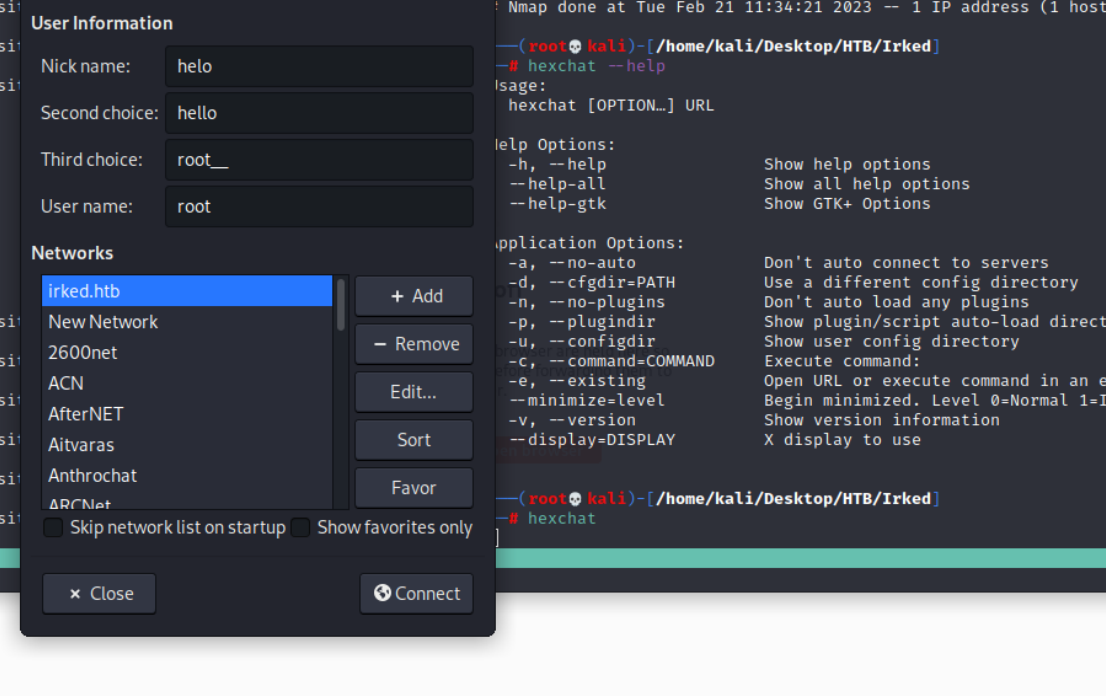 User Information
Nick name: helo
Second choice: hello
Third choice: root__
User name: root
Networks
irked.htb
New Network
2600net
ACN
AfterNET
Aitvaras
Anthrochat
ARCNet
+ Add
− Remove
Edit...
Sort
Favor
Skip network list on startup Show favorites only
× Close Connect
# Nmap done at Tue Feb 21 11:34:21 2023 -- 1 IP address (1 host
(root💀kali)-[/home/kali/Desktop/HTB/Irked]
# hexchat --help
Usage:
hexchat [OPTION…] URL
Help Options:
-h, --help Show help options
--help-all Show all help options
--help-gtk Show GTK+ Options
Application Options:
-a, --no-auto Don't auto connect to servers
-d, --cfgdir=PATH Use a different config directory
-n, --no-plugins Don't auto load any plugins
-p, --plugindir Show plugin/script auto-load direct
-u, --configdir Show user config directory
-c, --command=COMMAND Execute command:
-e, --existing Open URL or execute command in an e
--minimize=level Begin minimized. Level 0=Normal 1=I
-v, --version Show version information
--display=DISPLAY X display to use
(root💀kali)-[/home/kali/Desktop/HTB/Irked]
# hexchat